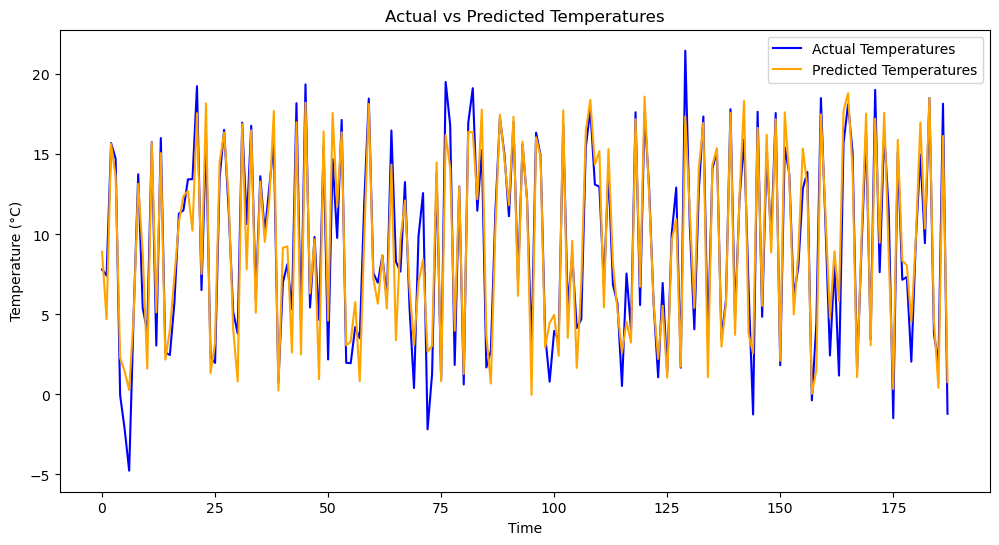 Actual vs Predicted Temperatures
Actual Temperatures
Predicted Temperatures
Temperature (°C)
20
15
10
5
0
−5
0
25
50
75
100
125
150
175
Time